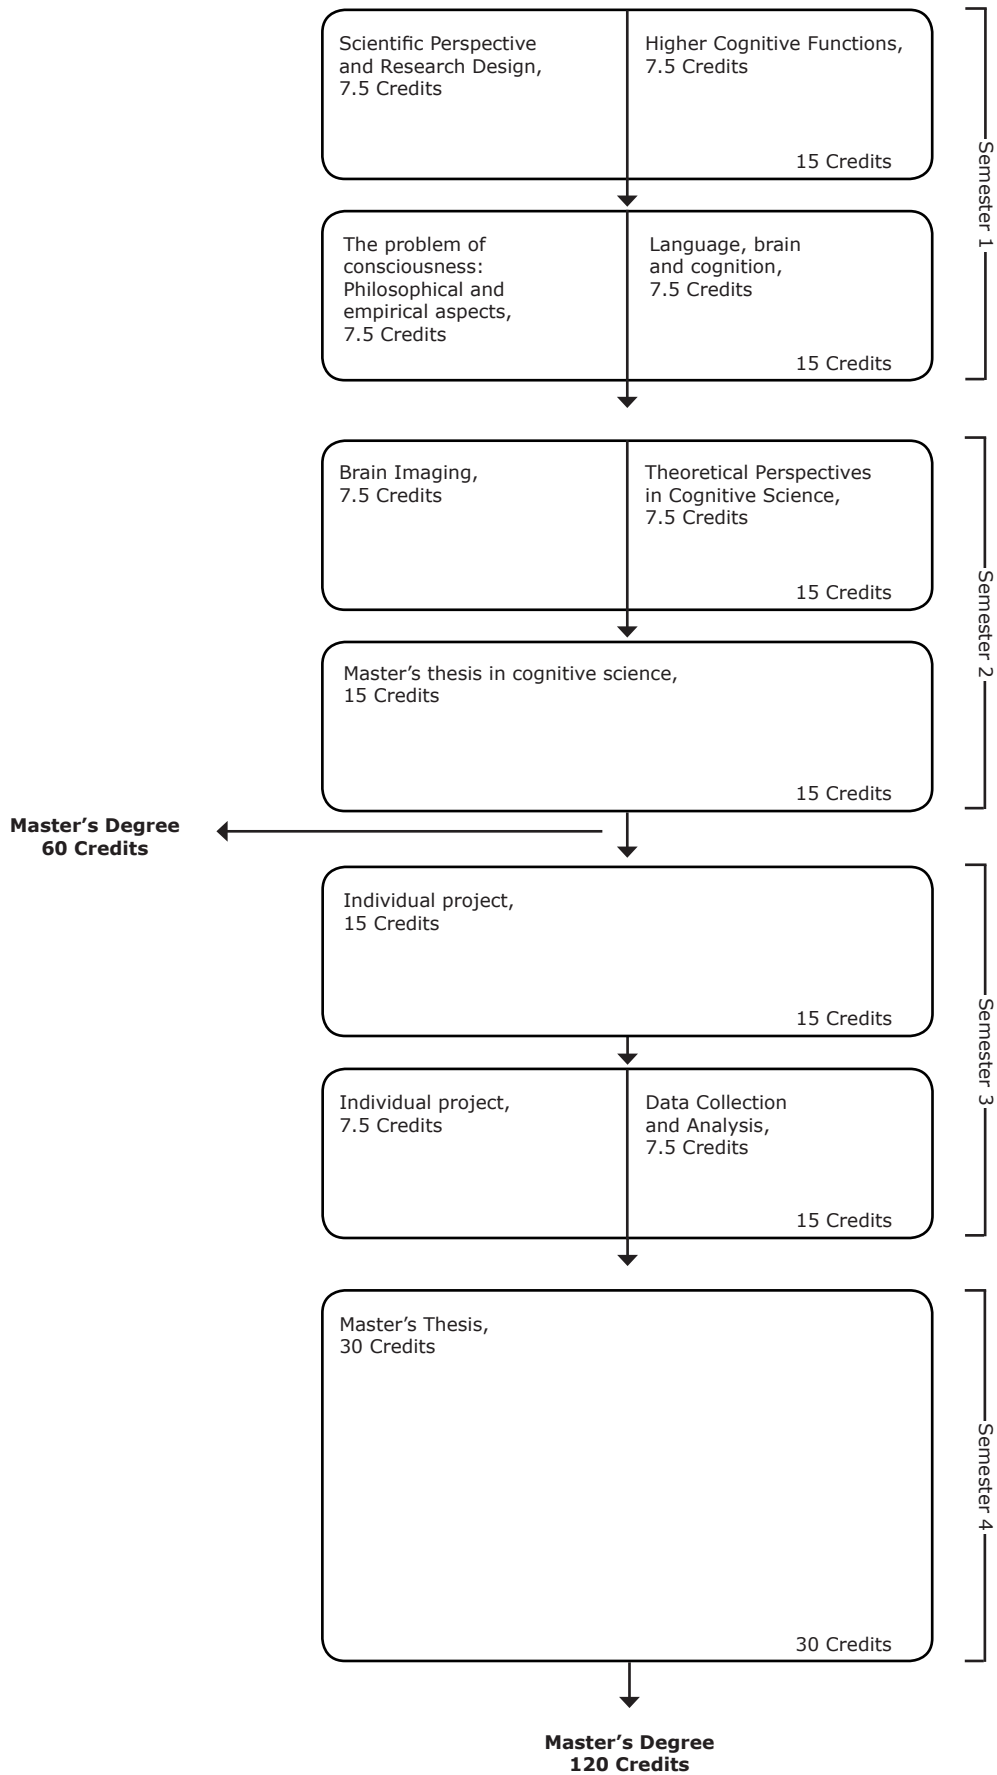 Scientific Perspective
and Research Design,
7.5 Credits
Higher Cognitive Functions,
7.5 Credits
15 Credits
The problem of
consciousness:
Philosophical and
empirical aspects,
7.5 Credits
Language, brain
and cognition,
7.5 Credits
15 Credits
Semester 1
Brain Imaging,
7.5 Credits
Theoretical Perspectives
in Cognitive Science,
7.5 Credits
15 Credits
Master’s thesis in cognitive science,
15 Credits
15 Credits
Semester 2
Master’s Degree
60 Credits
Individual project,
15 Credits
15 Credits
Individual project,
7.5 Credits
Data Collection
and Analysis,
7.5 Credits
15 Credits
Semester 3
Master’s Thesis,
30 Credits
30 Credits
Semester 4
Master’s Degree
120 Credits